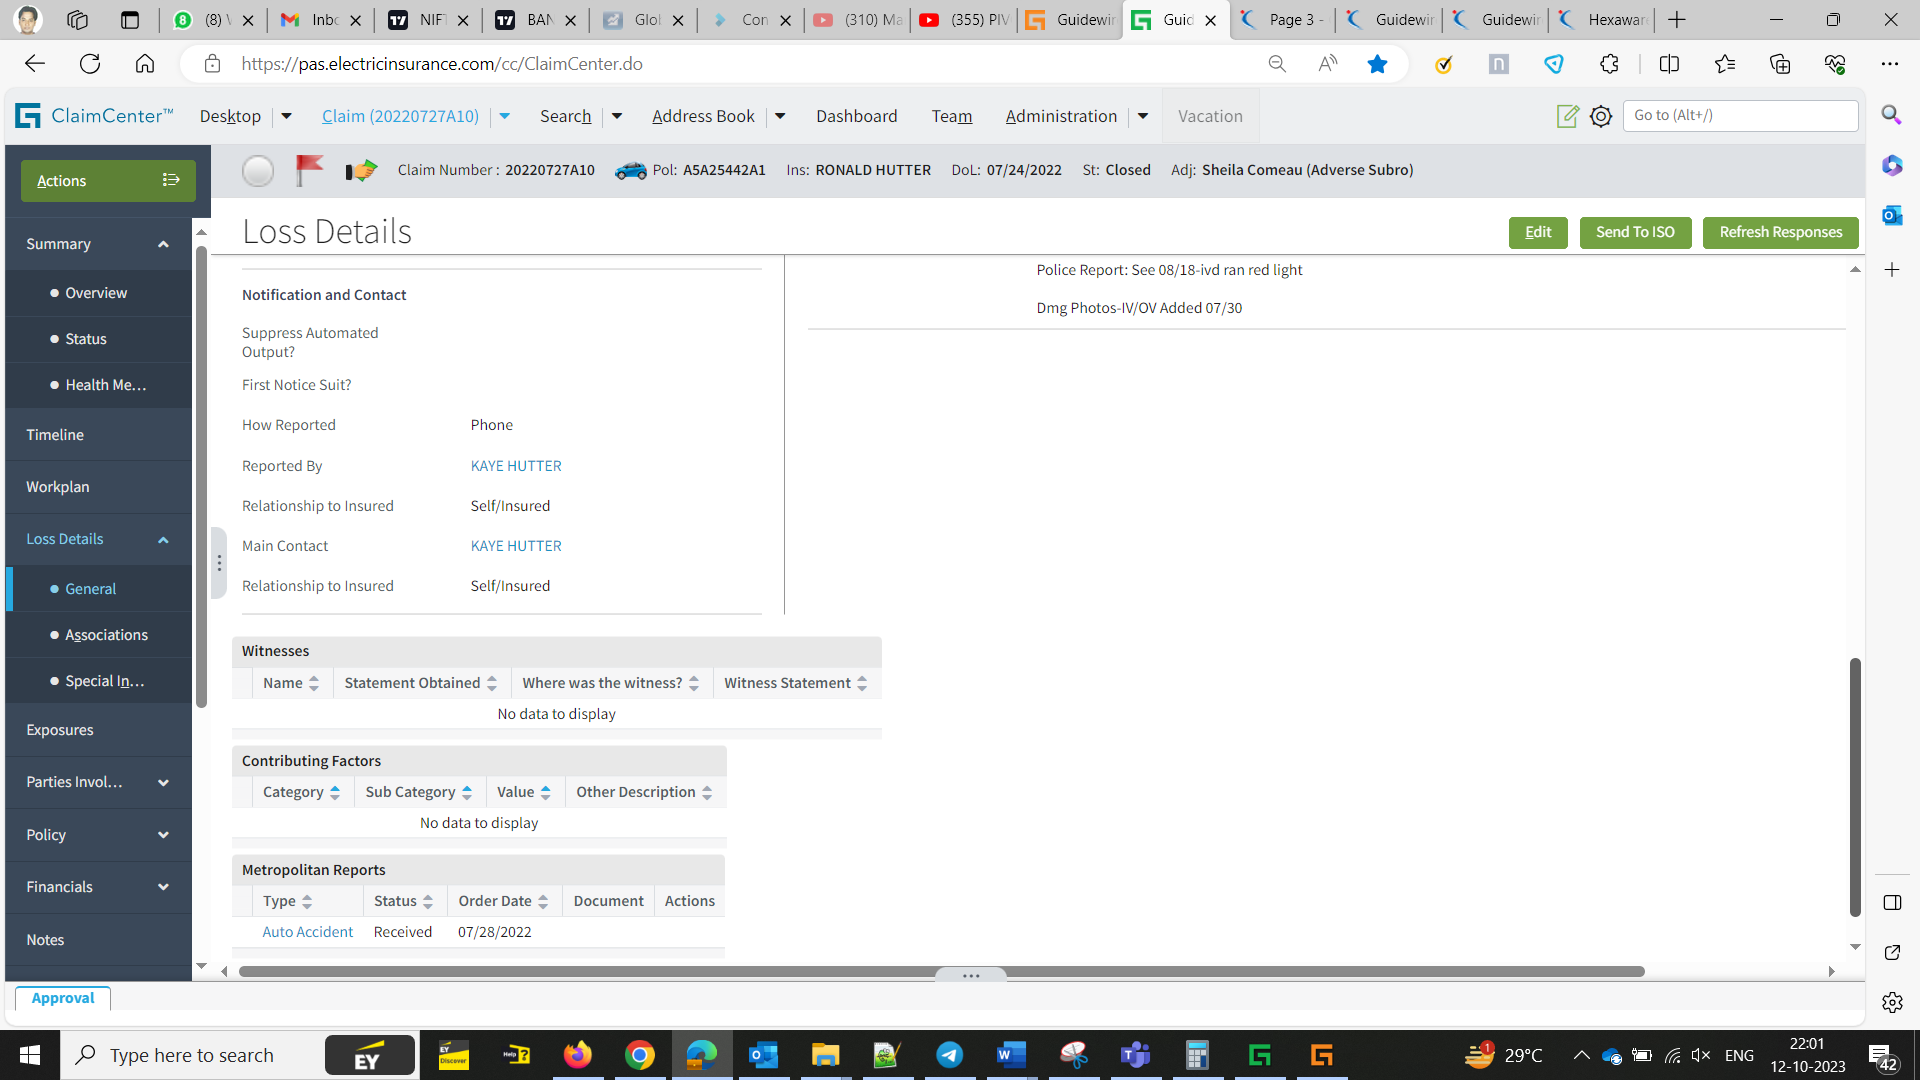 (8) W
Inbo
NIFT
BAN
Glob
Con
(310) Ma
(355) PIV
Guidewir
Guid
Page 3 -
Guidewir
Guidewir
Hexawar
https://pas.electricinsurance.com/cc/ClaimCenter.do
ClaimCenter™
Desktop
Claim (20220727A10)
Search
Address Book
Dashboard
Team
Administration
Vacation
Go to (Alt+/)
Actions
Claim Number : 20220727A10
Pol: A5A25442A1
Ins: RONALD HUTTER
DoL: 07/24/2022
St: Closed
Adj: Sheila Comeau (Adverse Subro)
Summary
Overview
Status
Health Me...
Timeline
Workplan
Loss Details
General
Associations
Special In...
Exposures
Parties Invol...
Policy
Financials
Notes
Loss Details
Edit
Send To ISO
Refresh Responses
Police Report: See 08/18-ivd ran red light
Dmg Photos-IV/OV Added 07/30
Notification and Contact
Suppress Automated
Output?
First Notice Suit?
How Reported Phone
Reported By KAYE HUTTER
Relationship to Insured Self/Insured
Main Contact KAYE HUTTER
Relationship to Insured Self/Insured
Witnesses
Name Statement Obtained Where was the witness? Witness Statement
No data to display
Contributing Factors
Category Sub Category Value Other Description
No data to display
Metropolitan Reports
Type Status Order Date Document Actions
Auto Accident Received 07/28/2022
Approval
Type here to search
EY
EY
Discover
Help ?
1
29°C
ENG
22:01
12-10-2023
42